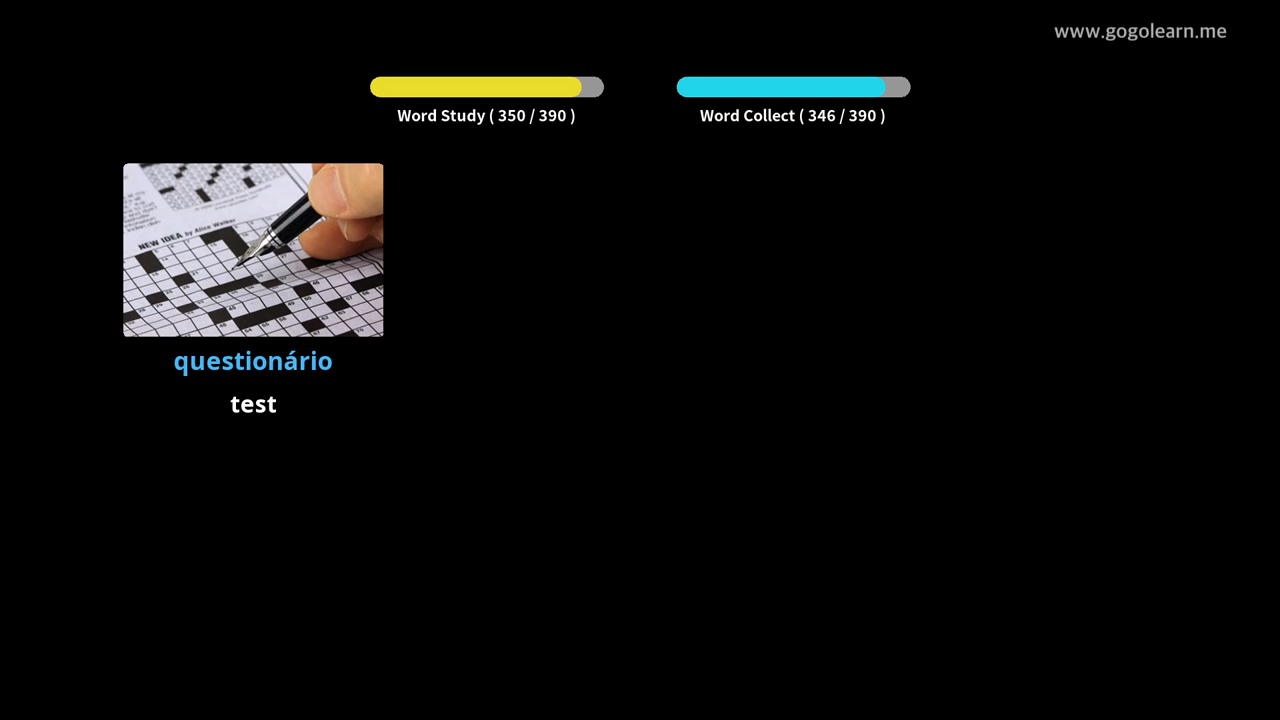 www.gogolearn.me
Word Study ( 350 / 390 )
Word Collect ( 346 / 390 )
NEW IDEA by Alice Walker
questionário
test